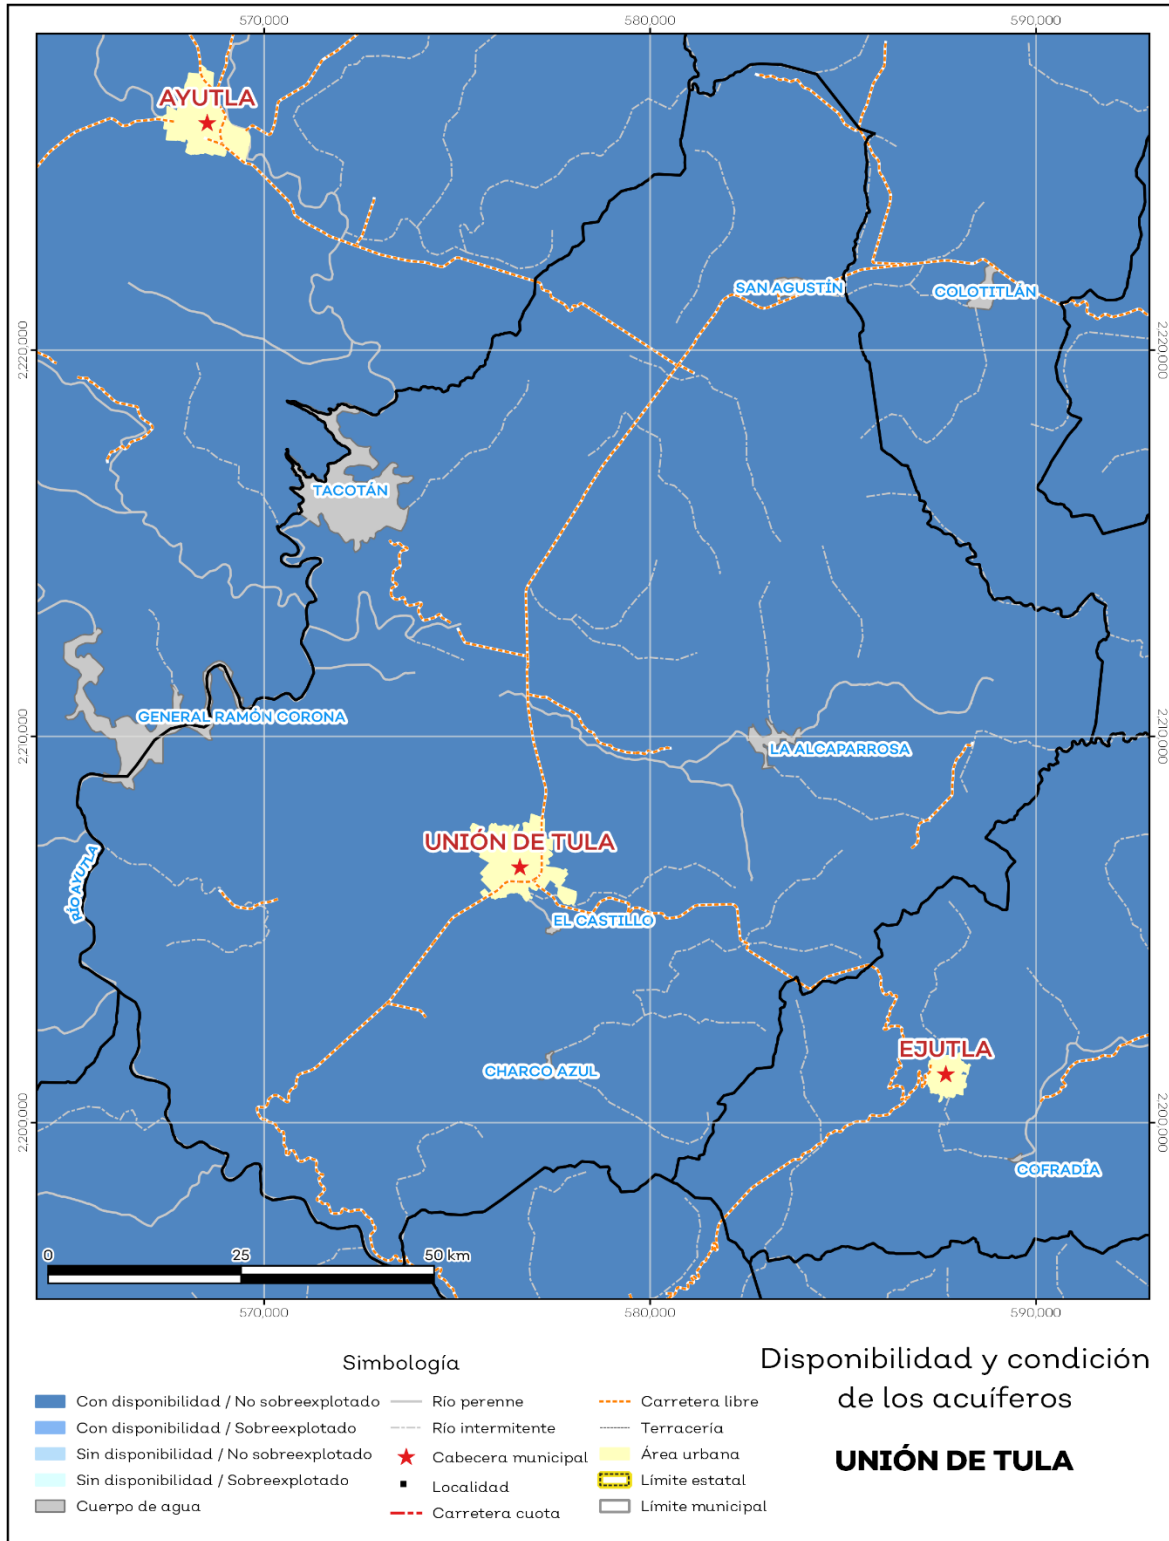 570,000 580,000 590,000
AYUTLA
SAN AGUSTÍN
COLOTITLÁN
2,220,000 2,220,000
TACOTÁN
GENERAL RAMÓN CORONA
2,210,000 2,210,000
LA ALCAPARROSA
UNIÓN DE TULA
RÍO AYUTLA
EL CASTILLO
EJUTLA
CHARCO AZUL
2,200,000 2,200,000
COFRADÍA
0 25 50 km
570,000 580,000 590,000
Simbología
Con disponibilidad / No sobreexplotado
Con disponibilidad / Sobreexplotado
Sin disponibilidad / No sobreexplotado
Sin disponibilidad / Sobreexplotado
Cuerpo de agua
Río perenne
Río intermitente
Cabecera municipal
Localidad
Carretera cuota
Carretera libre
Terracería
Área urbana
Límite estatal
Límite municipal
Disponibilidad y condición
de los acuíferos
UNIÓN DE TULA